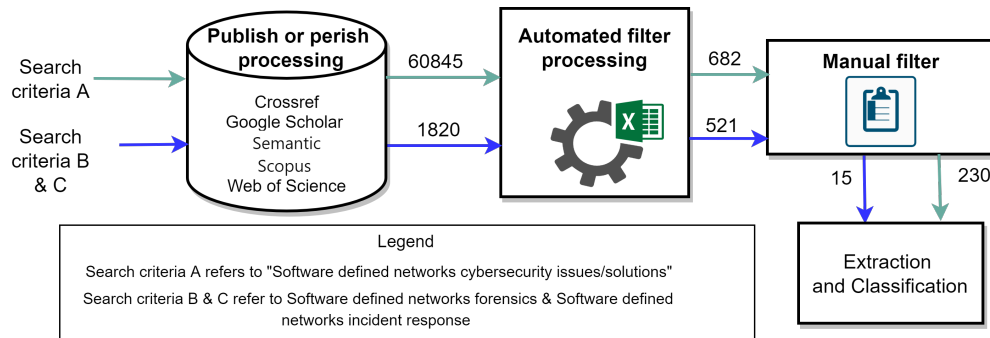 Search
criteria A
Search
criteria B
& C
Publish or perish
processing
Crossref
Google Scholar
Semantic
Scopus
Web of Science
60845
1820
Automated filter
processing
X
682
521
Manual filter
15
230
Extraction
and Classification
Legend
Search criteria A refers to "Software defined networks cybersecurity issues/solutions"
Search criteria B & C refer to Software defined networks forensics & Software defined
networks incident response